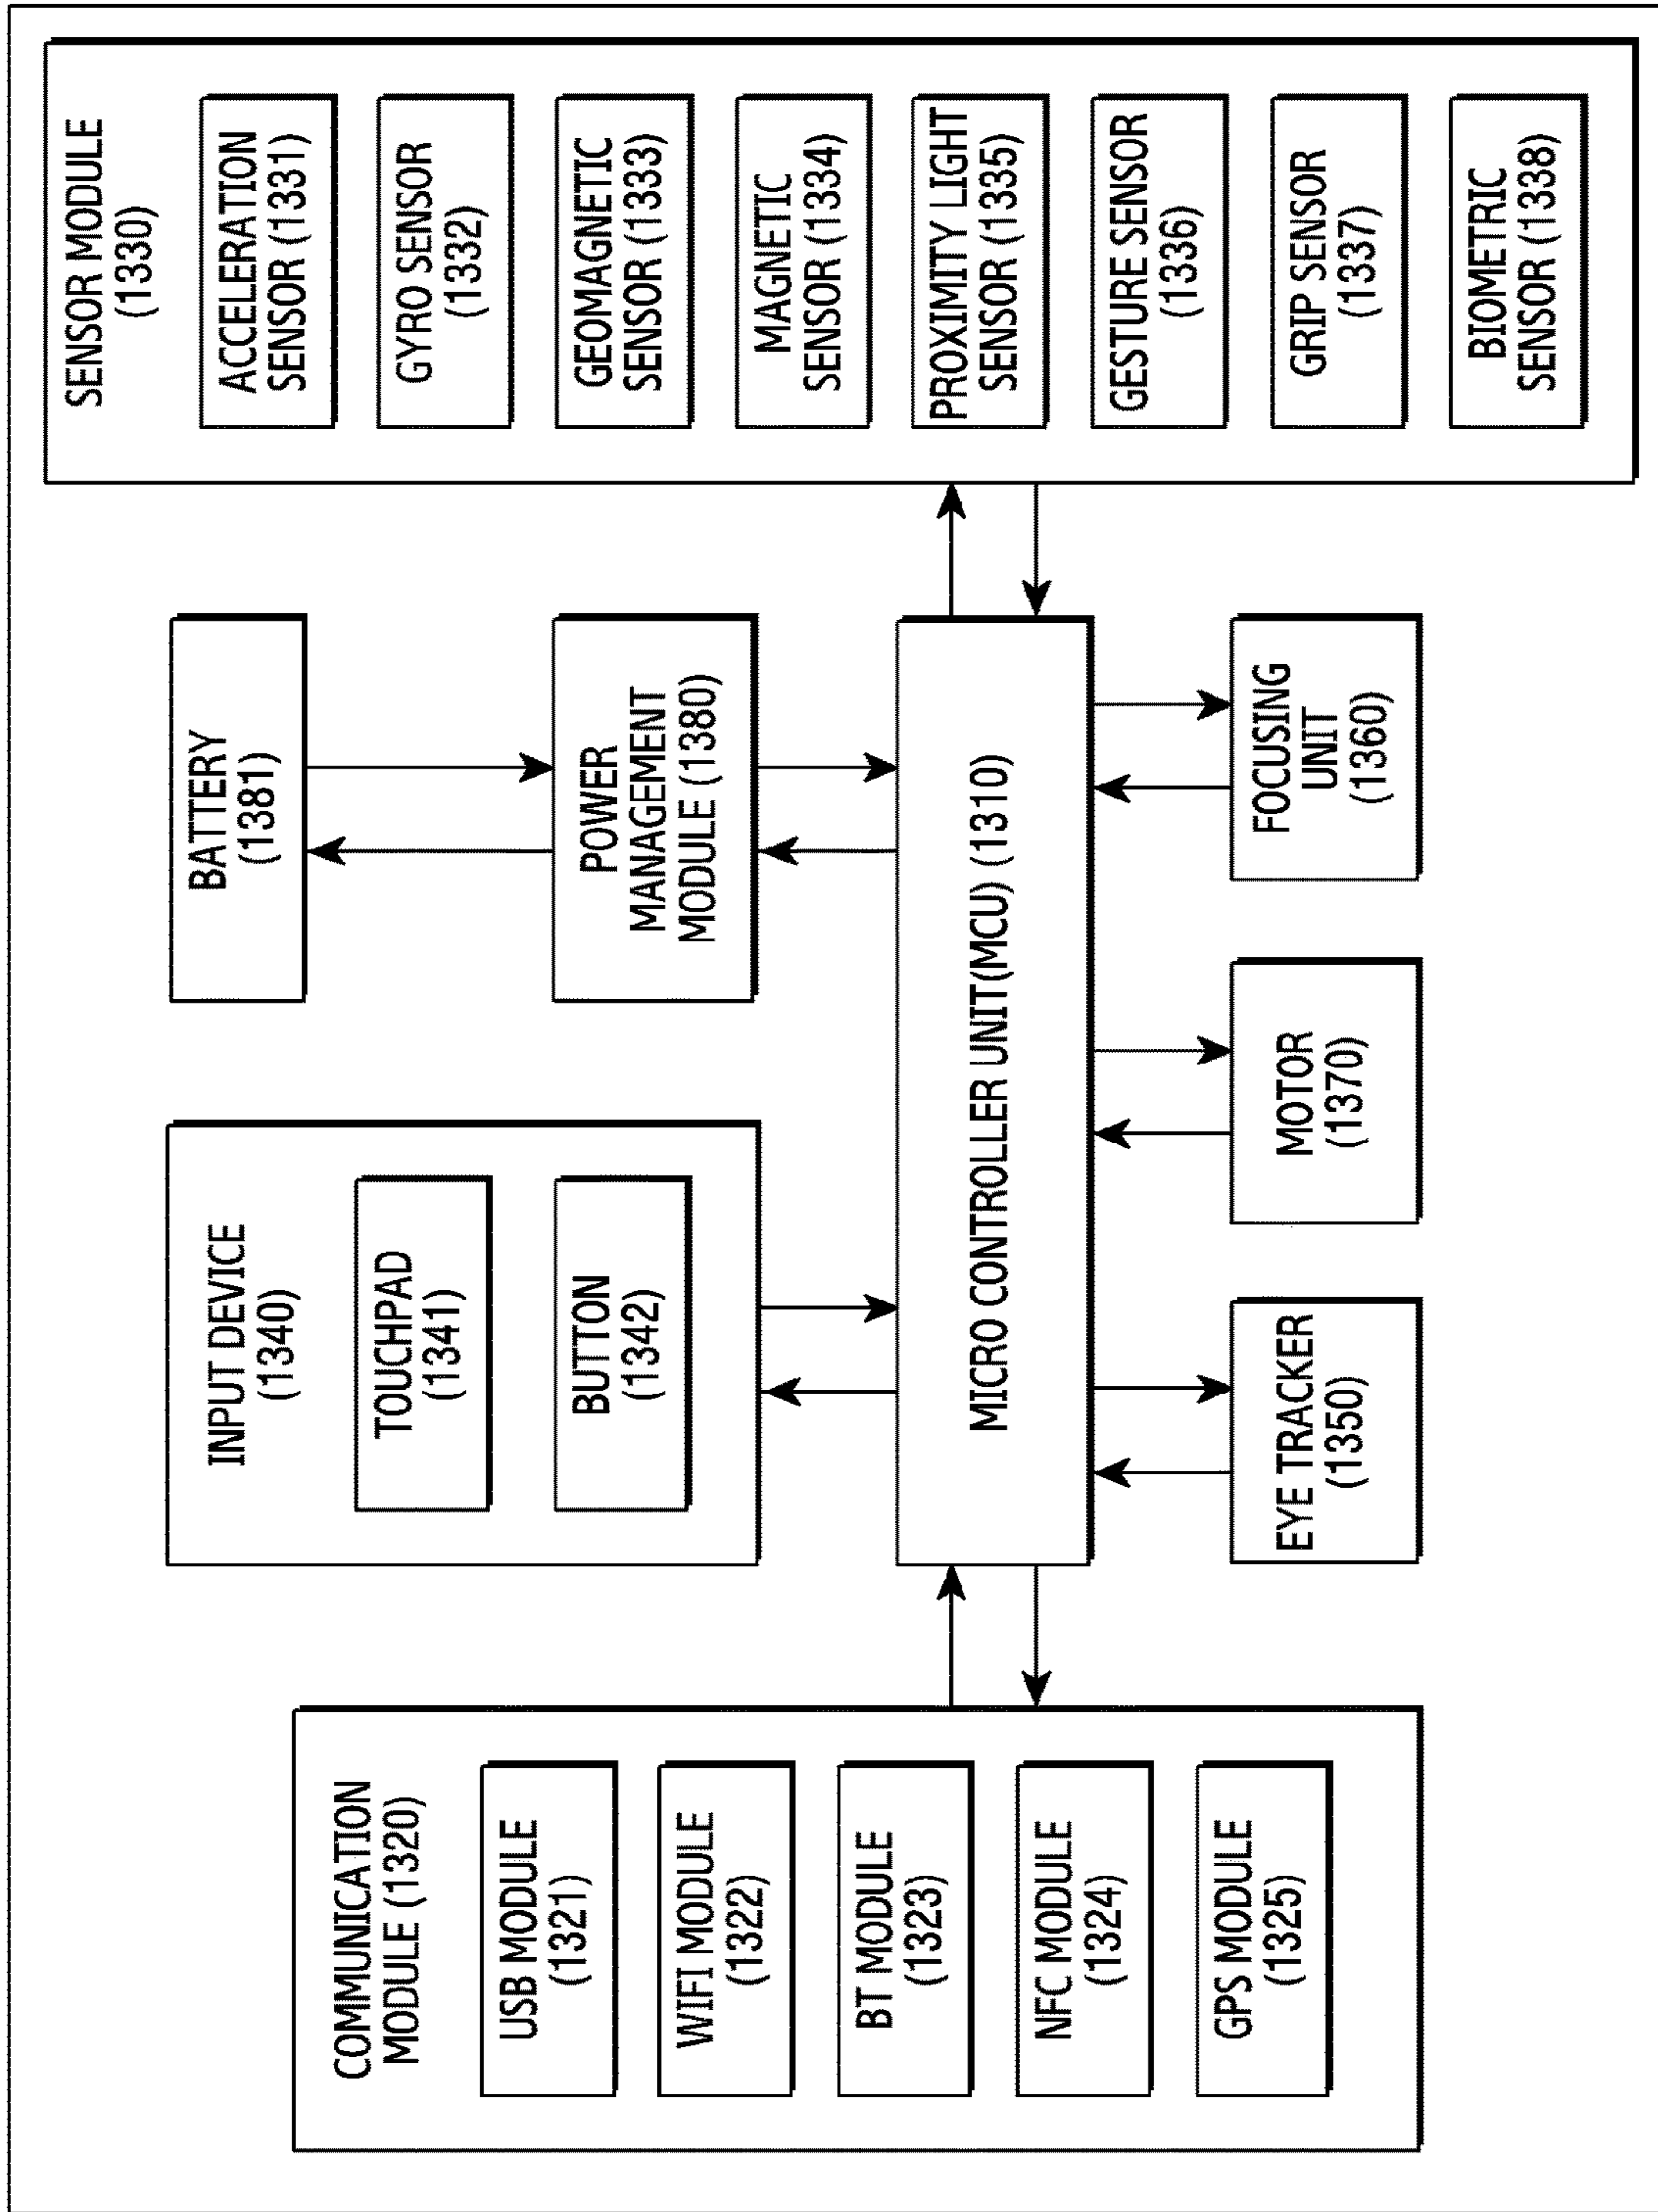 COMMUNICATION
MODULE (1320)
USB MODULE
(1321)
WIFI MODULE
(1322)
BT MODULE
(1323)
NFC MODULE
(1324)
GPS MODULE
(1325)
INPUT DEVICE
(1340)
TOUCHPAD
(1341)
BUTTON
(1342)
BATTERY
(1381)
POWER
MANAGEMENT
MODULE (1380)
MICRO CONTROLLER UNIT(MCU) (1310)
EYE TRACKER
(1350)
MOTOR
(1370)
FOCUSING
UNIT
(1360)
SENSOR MODULE
(1330)
ACCELERATION
SENSOR (1331)
GYRO SENSOR
(1332)
GEOMAGNETIC
SENSOR (1333)
MAGNETIC
SENSOR (1334)
PROXIMITY LIGHT
SENSOR (1335)
GESTURE SENSOR
(1336)
GRIP SENSOR
(1337)
BIOMETRIC
SENSOR (1338)